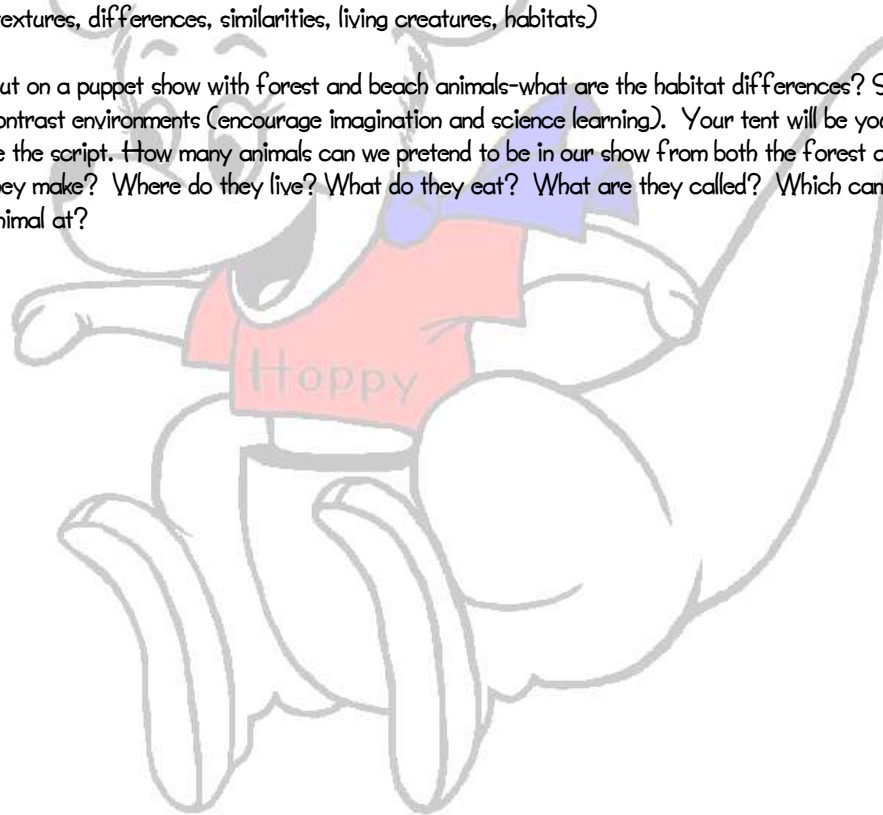 extures, differences, similarities, living creatures, habitats)
ut on a puppet show with forest and beach animals-what are the habitat differences? S
ontrast environments (encourage imagination and science learning). Your tent will be yo
e the script. How many animals can we pretend to be in our show from both the forest a
hey make? Where do they live? What do they eat? What are they called? Which can
nimal at?
Hoppy